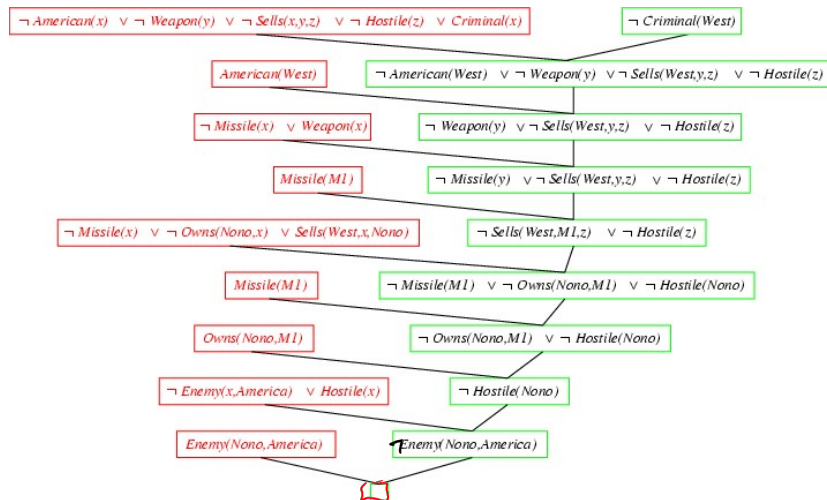 ¬ American(x) ∨ ¬ Weapon(y) ∨ ¬ Sells(x,y,z) ∨ ¬ Hostile(z) ∨ Criminal(x) ¬ Criminal(West)
American(West) ¬ American(West) ∨ ¬ Weapon(y) ∨ ¬ Sells(West,y,z) ∨ ¬ Hostile(z)
¬ Missile(x) ∨ Weapon(x) ¬ Weapon(y) ∨ ¬ Sells(West,y,z) ∨ ¬ Hostile(z)
Missile(M1) ¬ Missile(y) ∨ ¬ Sells(West,y,z) ∨ ¬ Hostile(z)
¬ Missile(x) ∨ ¬ Owns(Nono,x) ∨ Sells(West,x,Nono) ¬ Sells(West,M1,z) ∨ ¬ Hostile(z)
Missile(M1) ¬ Missile(M1) ∨ ¬ Owns(Nono,M1) ∨ ¬ Hostile(Nono)
Owns(Nono,M1) ¬ Owns(Nono,M1) ∨ ¬ Hostile(Nono)
¬ Enemy(x,America) ∨ Hostile(x) ¬ Hostile(Nono)
Enemy(Nono,America) ¬Enemy(Nono,America)